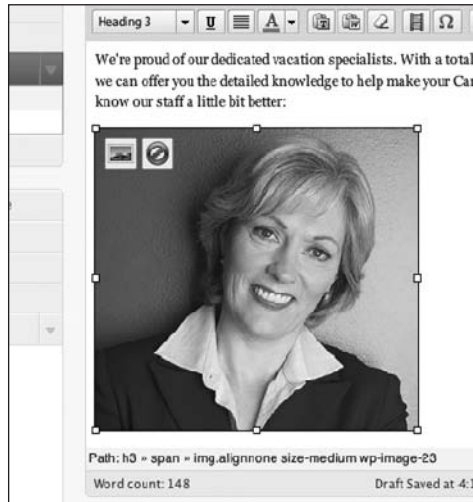 Heading 3 U A Ω
We're proud of our dedicated vacation specialists. With a total
we can offer you the detailed knowledge to help make your Car
know our staff a little bit better:
Path: h3 » span » img.alignnone size-medium wp-image-23
Word count: 148 Draft Saved at 4: